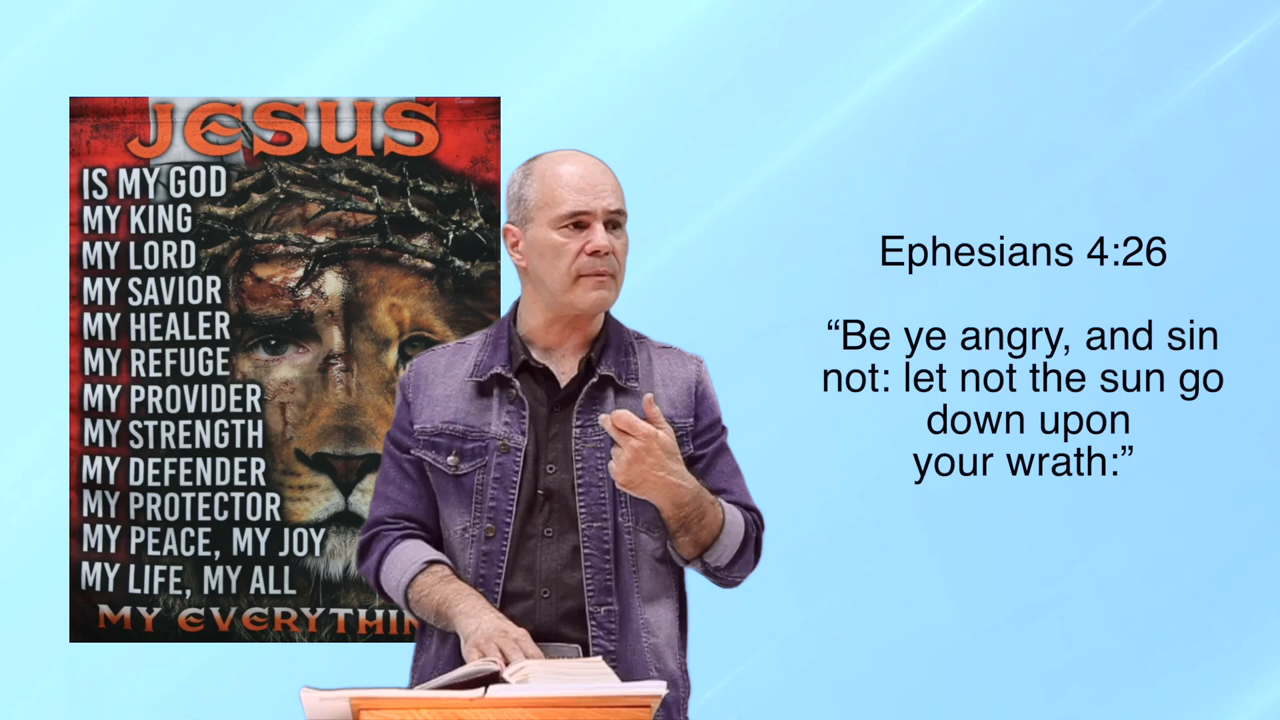 JESUS
IS MY GOD
MY KING
MY LORD
MY SAVIOR
MY HEALER
MY REFUGE
MY PROVIDER
MY STRENGTH
MY DEFENDER
MY PROTECTOR
MY PEACE, MY JOY
MY LIFE, MY ALL
MY EVERYTHIN
Ephesians 4:26
“Be ye angry, and sin
not: let not the sun go
down upon
your wrath:”